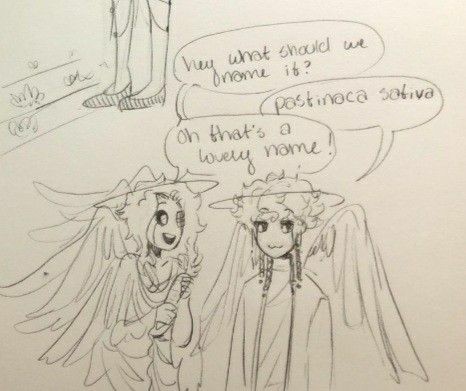 hey what should we
name it?
pastinaca sativa
oh that's a
lovely name!